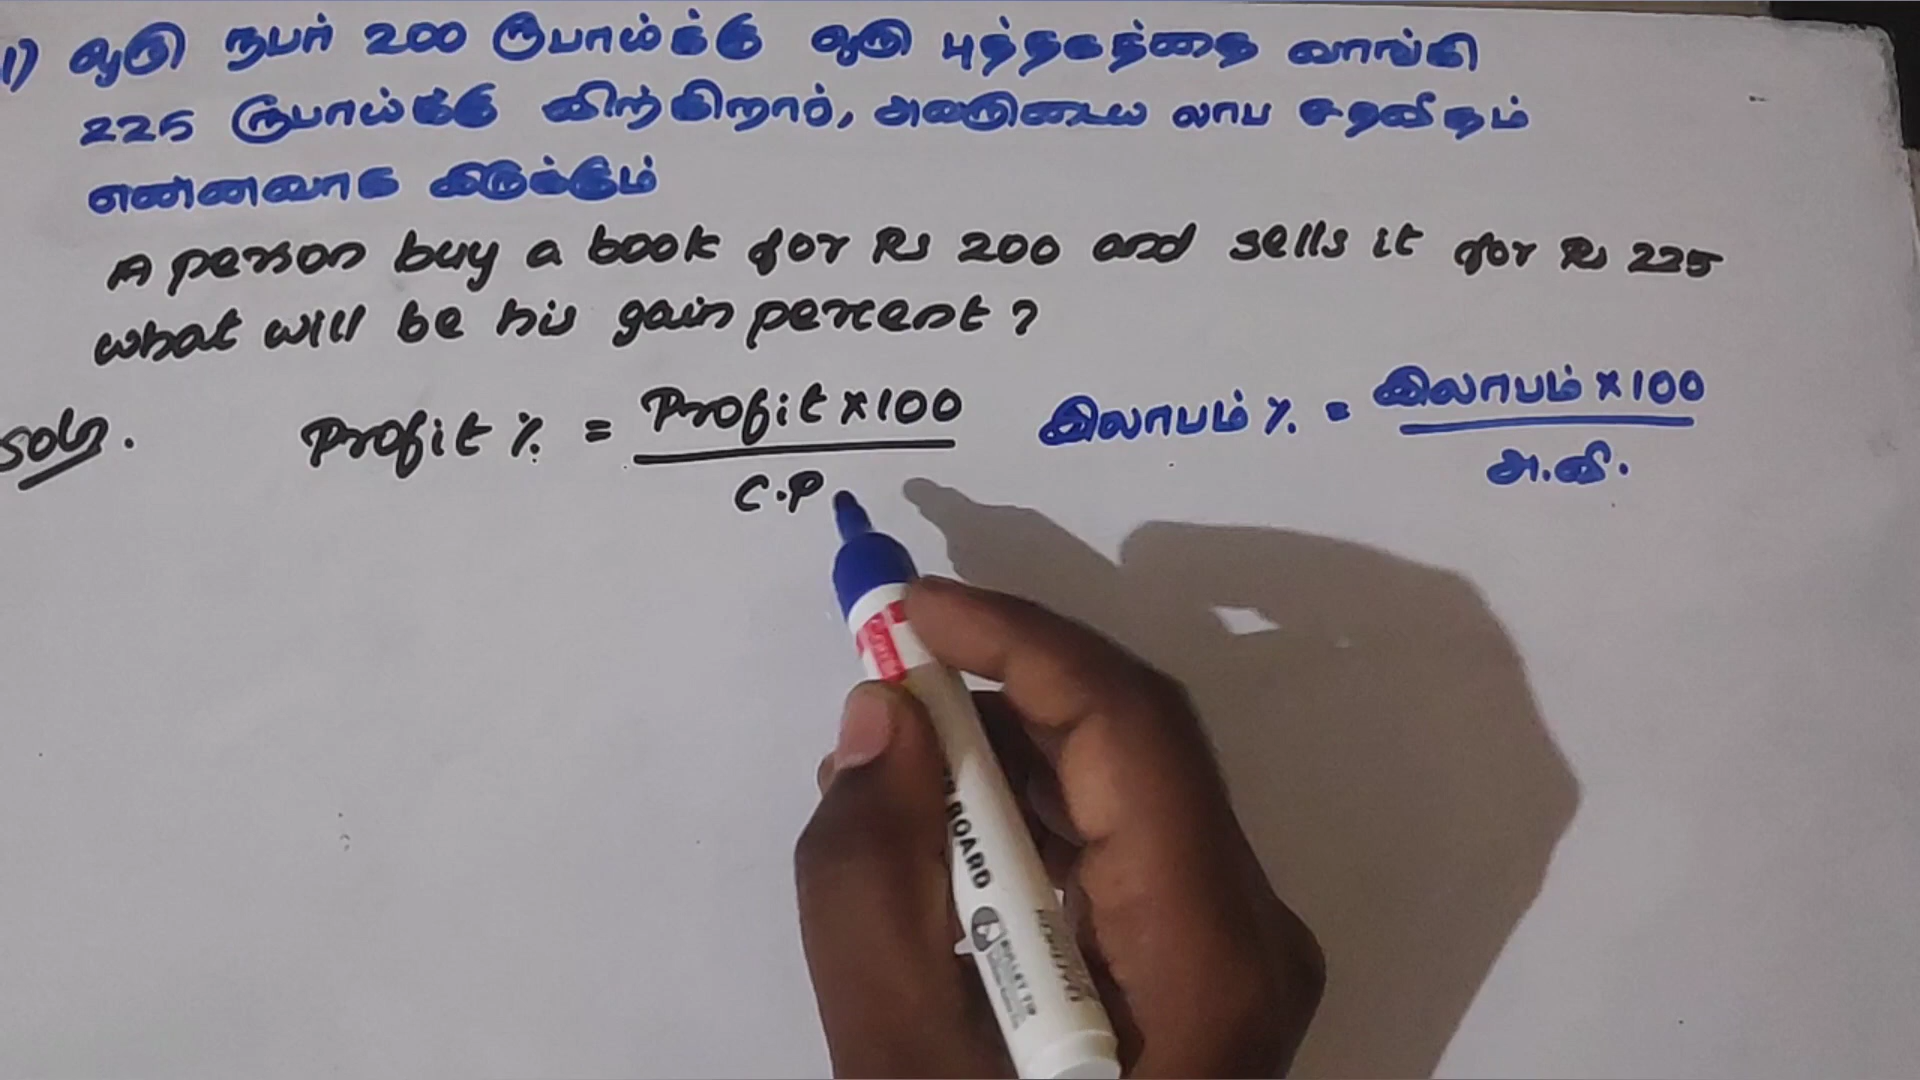 1) ஒரு நபர் 200 ரூபாய்க்கு ஒரு புத்தகத்தை வாங்கி
225 ரூபாய்க்கு விற்கிறார், அவருடைய லாப சதவீதம்
என்னவாக இருக்கும்
A person buy a book for Rs 200 and sells it for Rs 225
what will be his gain percent?
Soln. Profit % = Profit x 100 / C.P இலாபம் % = இலாபம் x 100 / அ.வி.
BOARD